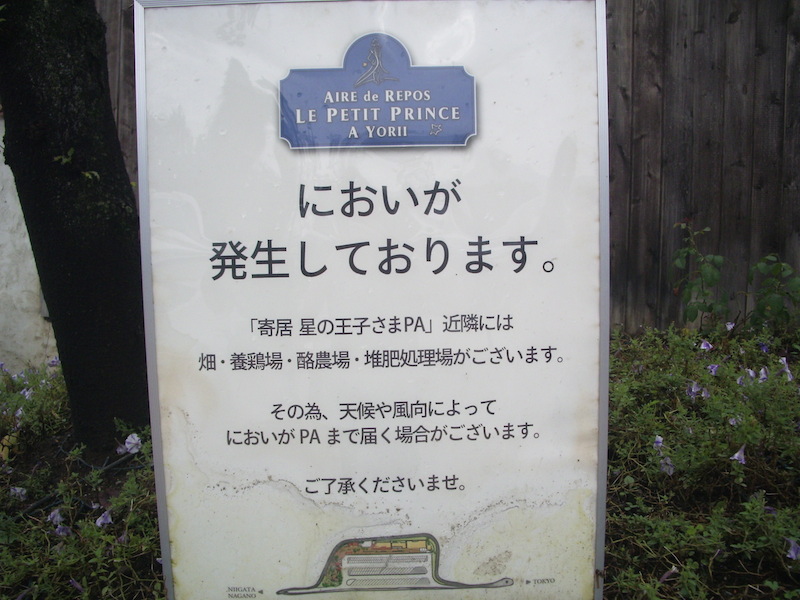 AIRE de REPOS
LE PETIT PRINCE
A YORII
においが
発生しております。
「寄居 星の王子さまPA」近隣には
畑・養鶏場・酪農場・堆肥処理場がございます。
その為、天候や風向によって
においが PA まで届く場合がございます。
ご了承くださいませ。
NIIGATA
NAGANO
TOKYO